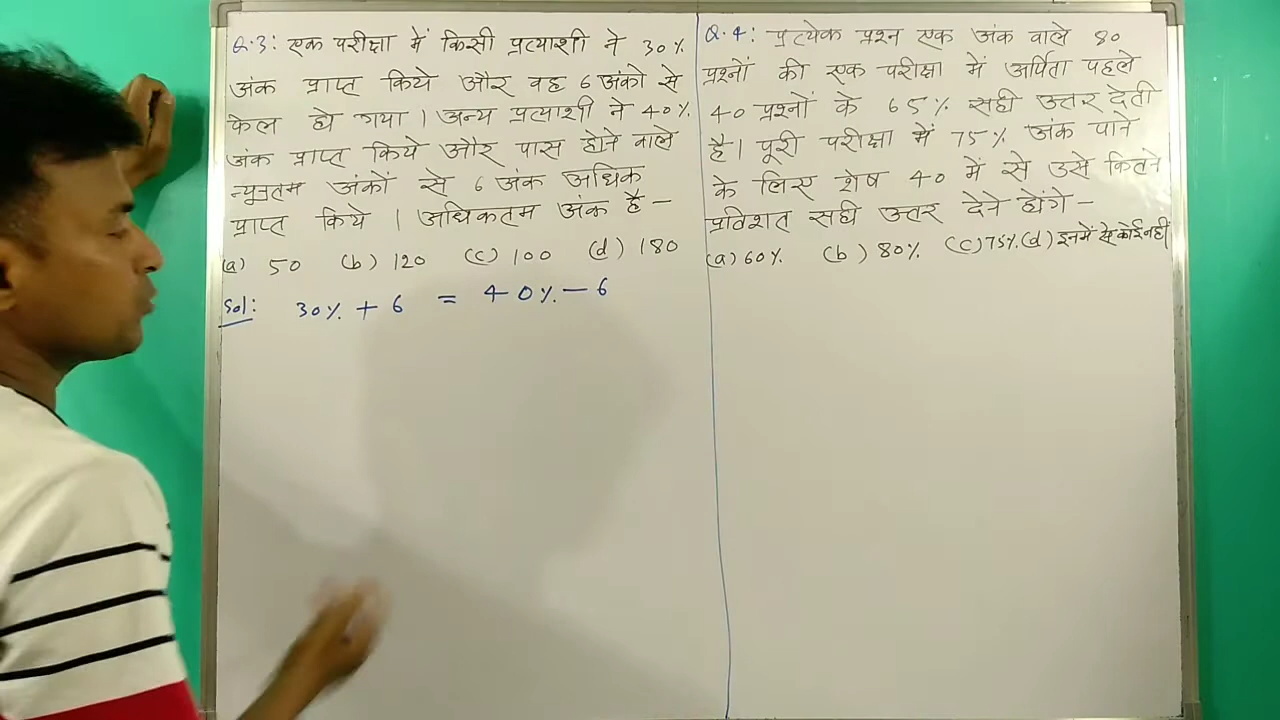 Q.3: एक परीक्षा में किसी प्रत्याशी ने 30%
अंक प्राप्त किये और वह 6 अंको से
फेल हो गया । अन्य प्रत्याशी ने 40%
अंक प्राप्त किये और पास होने वाले
न्यूनतम अंकों से 6 अंक अधिक
प्राप्त किये । अधिकतम अंक है —
(a) 50 (b) 120 (c) 100 (d) 180
Sol: 30% + 6 = 40% — 6
Q.4: प्रत्येक प्रश्न एक अंक वाले 80
प्रश्नों की एक परीक्षा में अर्पिता पहले
40 प्रश्नों के 65% सही उत्तर देती
है। पूरी परीक्षा में 75% अंक पाने
के लिए शेष 40 में से उसे कितने
प्रतिशत सही उत्तर देने होंगे —
(a) 60% (b) 80% (c) 75% (d) इनमें से कोई नहीं